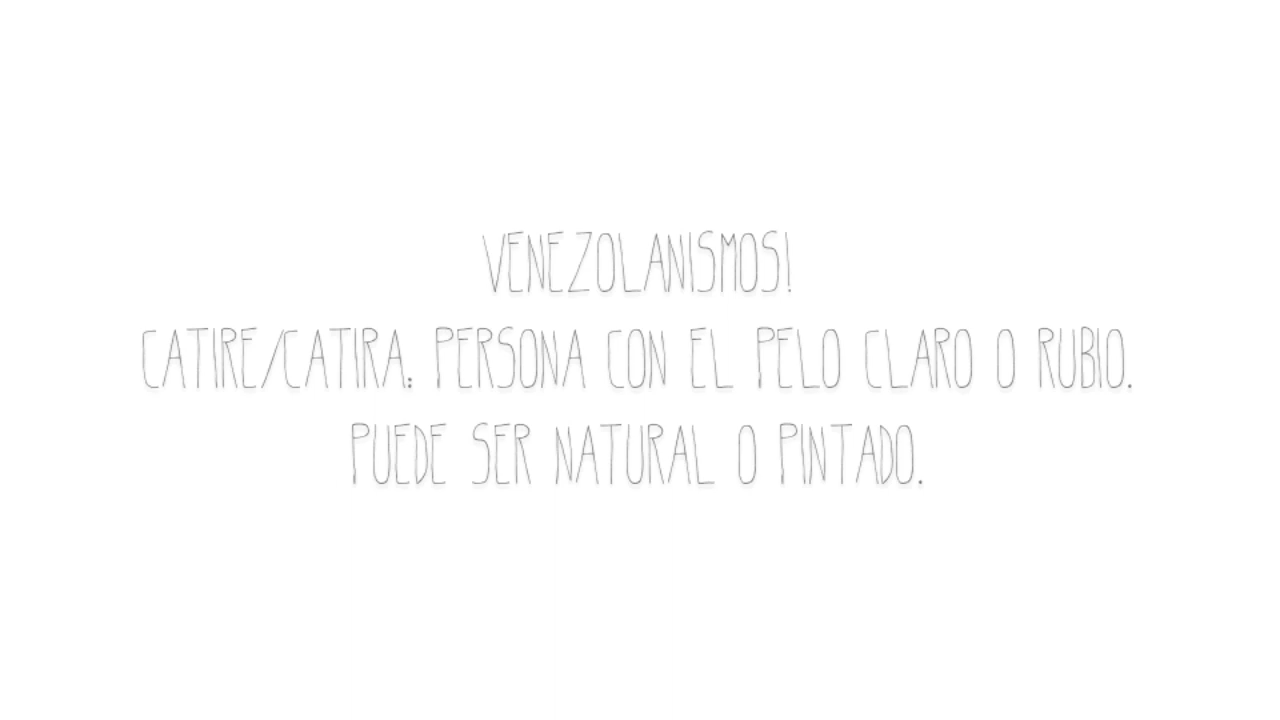 VENEZOLANISMOS!
CATIRE/CATIRA: PERSONA CON EL PELO CLARO O RUBIO.
PUEDE SER NATURAL O PINTADO.